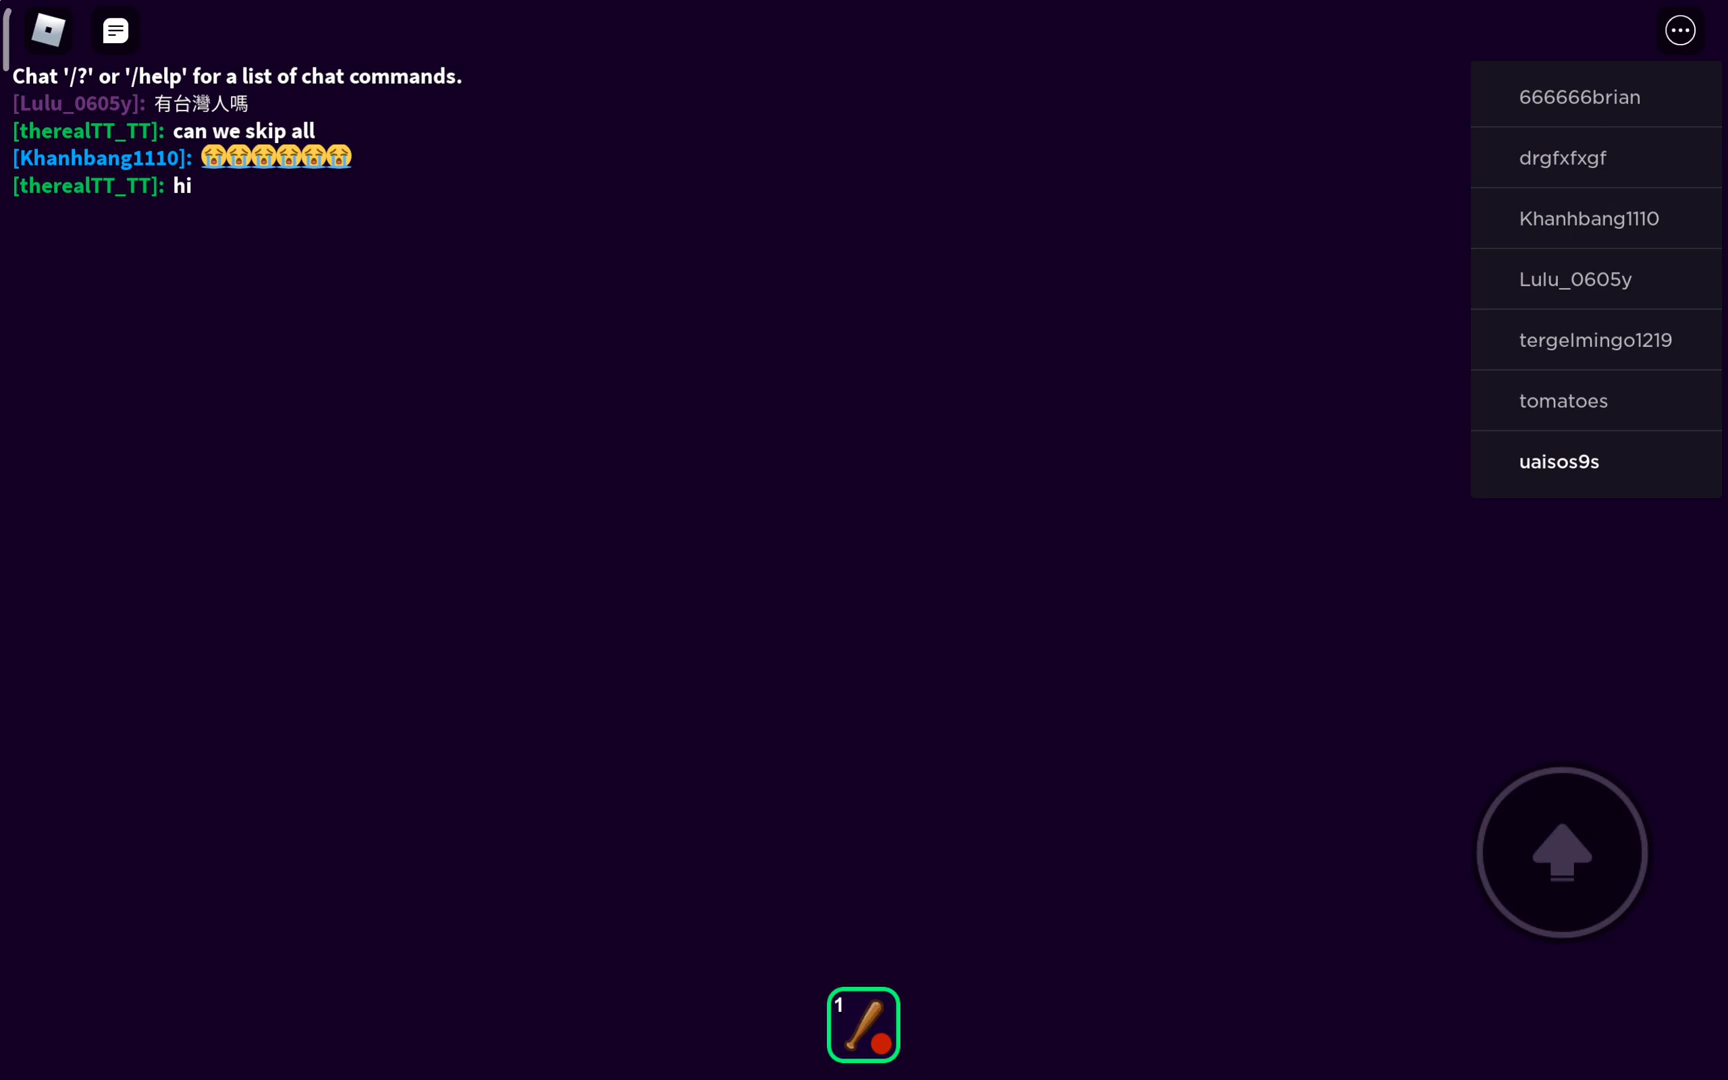 Chat '/?' or '/help' for a list of chat commands.
[Lulu_0605y]: 有台灣人嗎
[therealTT_TT]: can we skip all
[Khanhbang1110]: 😭😭😭😭😭😭
[therealTT_TT]: hi
666666brian
drgfxfxgf
Khanhbang1110
Lulu_0605y
tergelmingo1219
tomatoes
uaisos9s
1